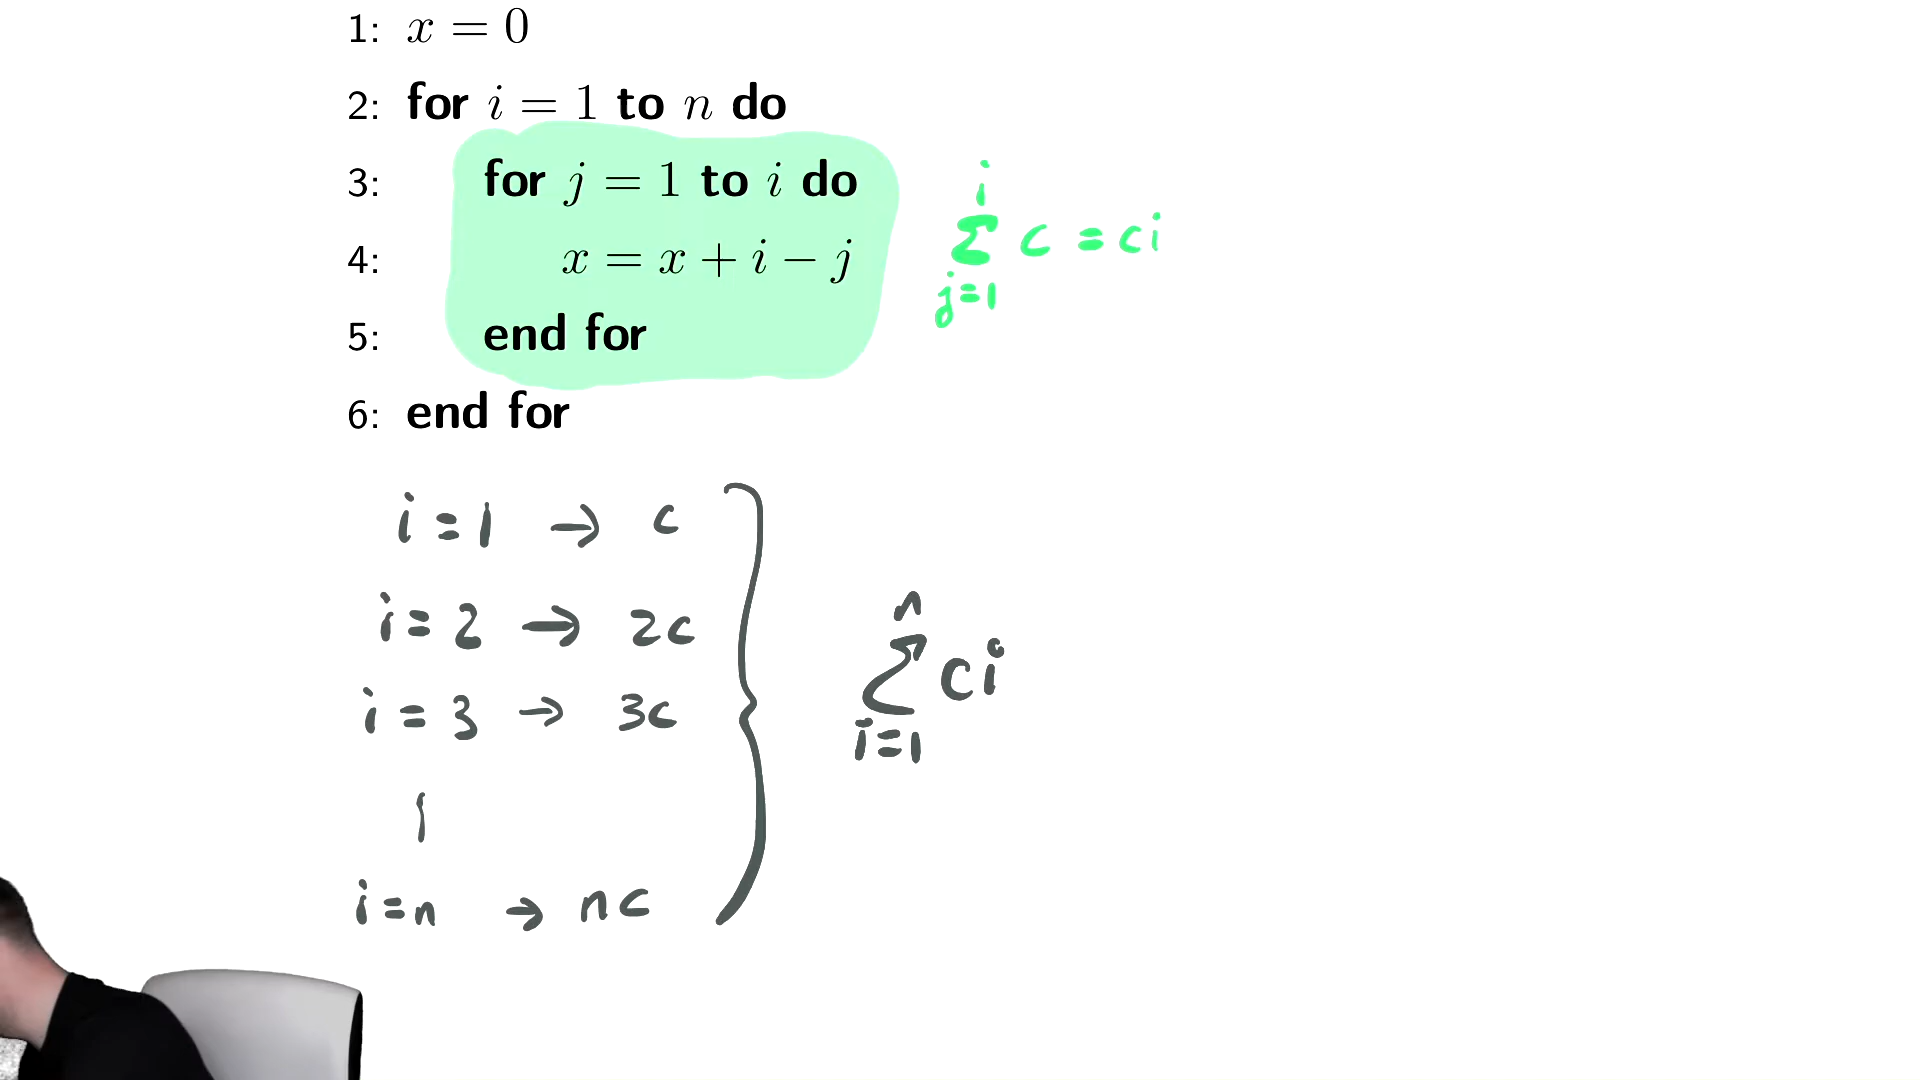 1: x = 0
2: for i = 1 to n do
3: for j = 1 to i do
4: x = x + i − j
5: end for
6: end for
i
∑ c = ci
j=1
i = 1 → c
i = 2 → 2c
i = 3 → 3c
i = n → nc
n
∑ ci
i=1